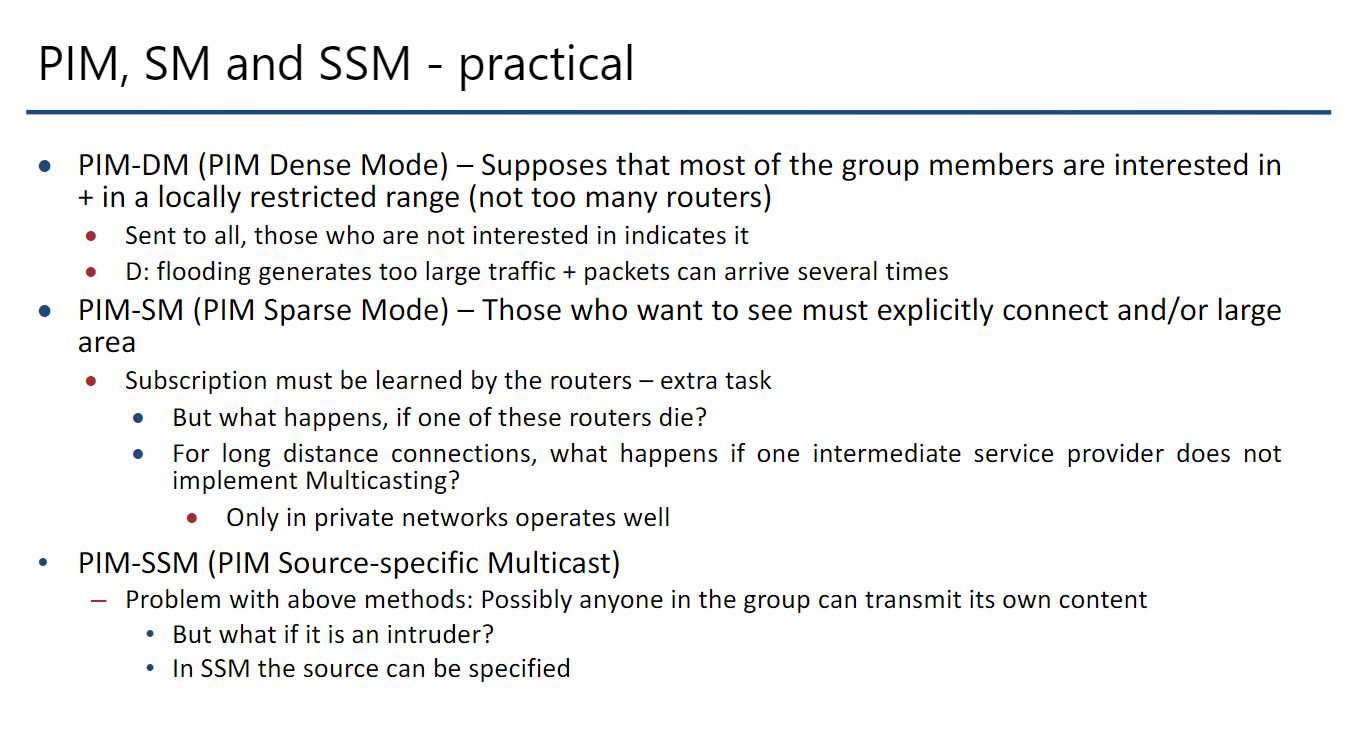 PIM, SM and SSM - practical
PIM-DM (PIM Dense Mode) – Supposes that most of the group members are interested in
+ in a locally restricted range (not too many routers)
Sent to all, those who are not interested in indicates it
D: flooding generates too large traffic + packets can arrive several times
PIM-SM (PIM Sparse Mode) – Those who want to see must explicitly connect and/or large
area
Subscription must be learned by the routers – extra task
But what happens, if one of these routers die?
For long distance connections, what happens if one intermediate service provider does not
implement Multicasting?
Only in private networks operates well
PIM-SSM (PIM Source-specific Multicast)
Problem with above methods: Possibly anyone in the group can transmit its own content
But what if it is an intruder?
In SSM the source can be specified